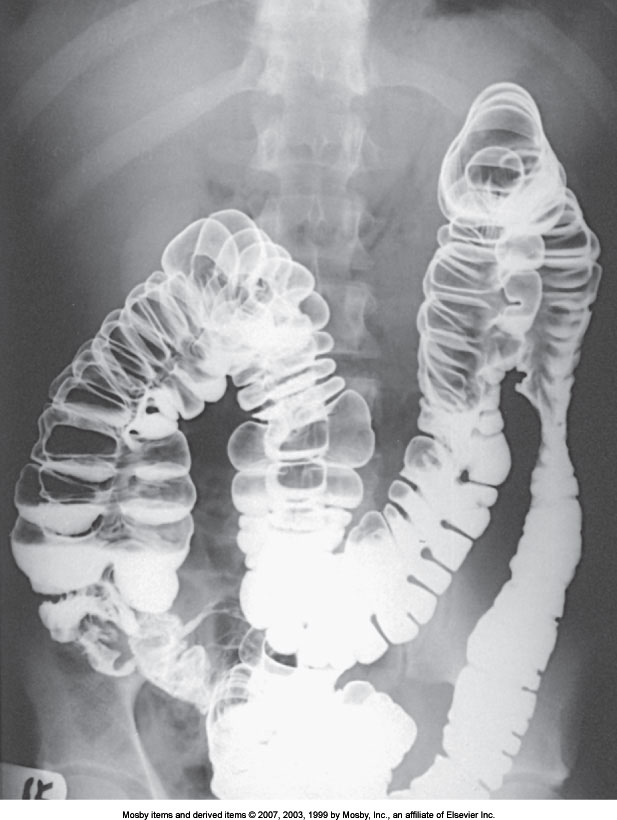 Mosby items and derived items © 2007, 2003, 1999 by Mosby, Inc., an affiliate of Elsevier Inc.